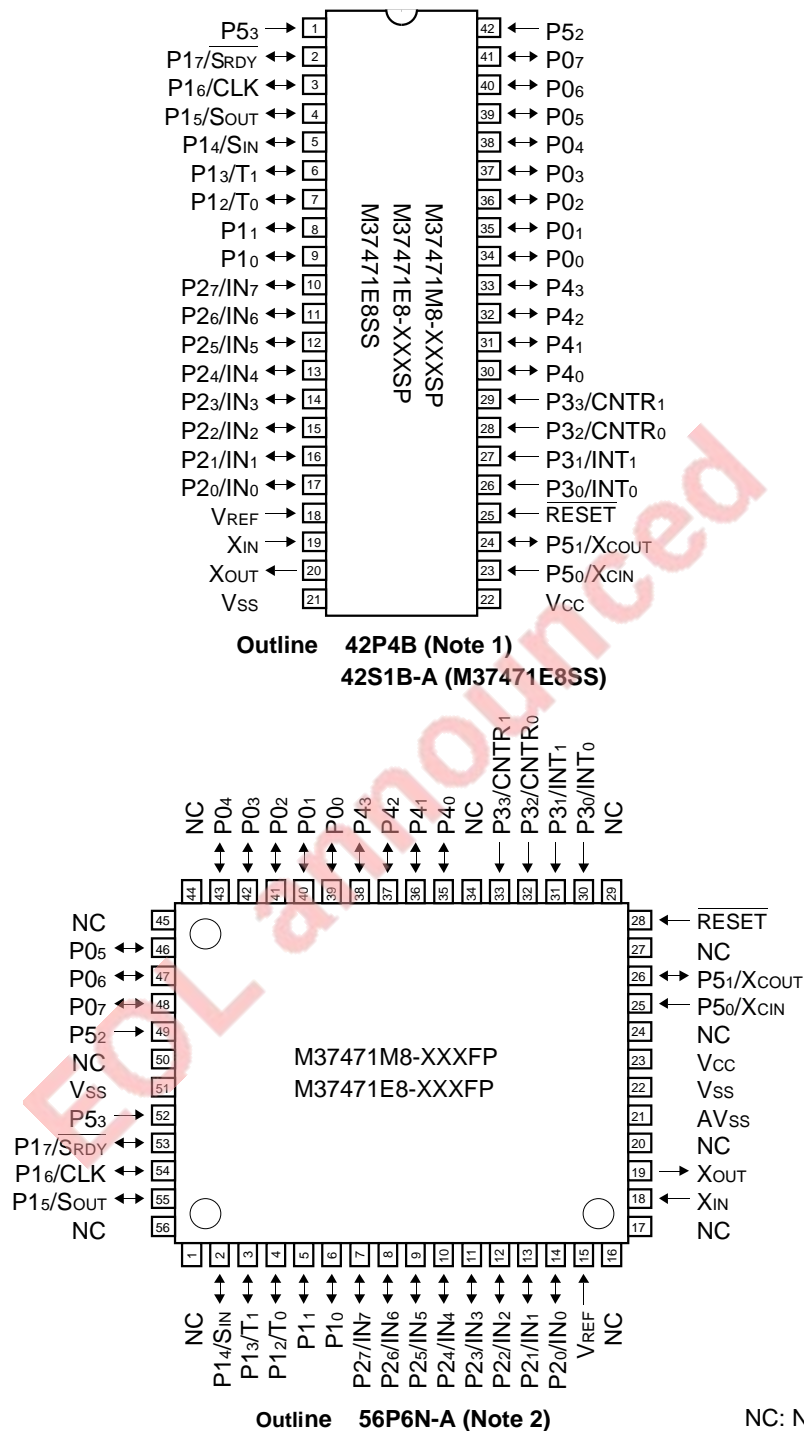 P53 1 42 P52
P17/SRDY 2 41 P07
P16/CLK 3 40 P06
P15/SOUT 4 39 P05
P14/SIN 5 38 P04
P13/T1 6 37 P03
P12/T0 7 36 P02
P11 8 35 P01
P10 9 34 P00
P27/IN7 10 33 P43
P26/IN6 11 32 P42
P25/IN5 12 31 P41
P24/IN4 13 30 P40
P23/IN3 14 29 P33/CNTR1
P22/IN2 15 28 P32/CNTR0
P21/IN1 16 27 P31/INT1
P20/IN0 17 26 P30/INT0
VREF 18 25 RESET
XIN 19 24 P51/XCOUT
XOUT 20 23 P50/XCIN
VSS 21 22 VCC
M37471M8-XXXSP
M37471E8-XXXSP
M37471E8SS
Outline 42P4B (Note 1)
42S1B-A (M37471E8SS)
NC P04 P03 P02 P01 P00 P43 P42 P41 P40 NC P33/CNTR1 P32/CNTR0 P31/INT1 P30/INT0 NC
44 43 42 41 40 39 38 37 36 35 34 33 32 31 30 29
NC 45 28 RESET
P05 46 27 NC
P06 47 26 P51/XCOUT
P07 48 25 P50/XCIN
P52 49 24 NC
NC 50 23 VCC
VSS 51 22 VSS
P53 52 21 AVSS
P17/SRDY 53 20 NC
P16/CLK 54 19 XOUT
P15/SOUT 55 18 XIN
NC 56 17 NC
M37471M8-XXXFP
M37471E8-XXXFP
1 2 3 4 5 6 7 8 9 10 11 12 13 14 15 16
NC P14/SIN P13/T1 P12/T0 P11 P10 P27/IN7 P26/IN6 P25/IN5 P24/IN4 P23/IN3 P22/IN2 P21/IN1 P20/IN0 VREF NC
Outline 56P6N-A (Note 2)
NC: N
EOL announced